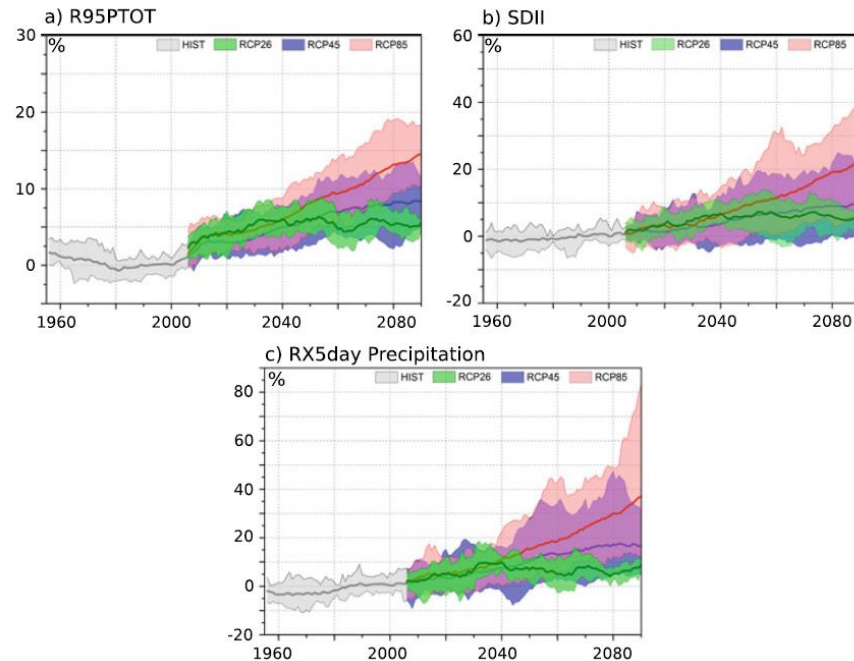 a) R95PTOT
%
HIST RCP26 RCP45 RCP85
30
20
10
0
1960 2000 2040 2080
b) SDII
%
HIST RCP26 RCP45 RCP85
60
40
20
0
-20
1960 2000 2040 2080
c) RX5day Precipitation
%
HIST RCP26 RCP45 RCP85
80
60
40
20
0
-20
1960 2000 2040 2080